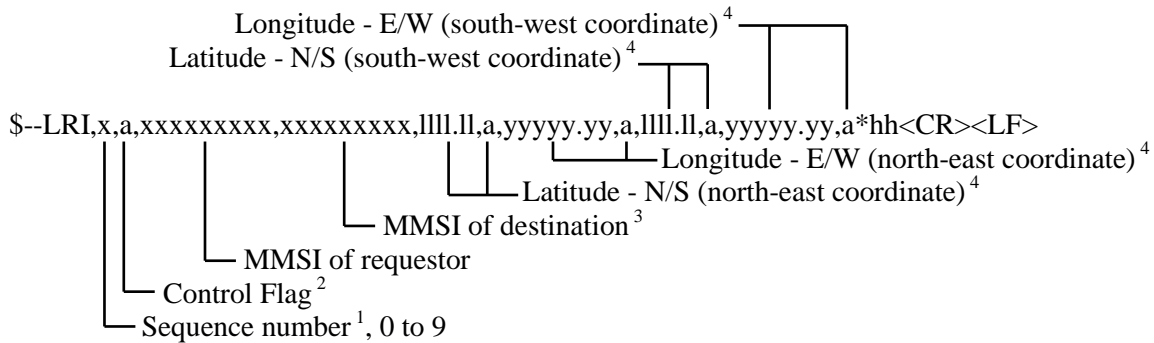 Longitude - E/W (south-west coordinate) 4
Latitude - N/S (south-west coordinate) 4
$--LRI,x,a,xxxxxxxxx,xxxxxxxxx,llll.ll,a,yyyyy.yy,a,llll.ll,a,yyyyy.yy,a*hh<CR><LF>
Longitude - E/W (north-east coordinate) 4
Latitude - N/S (north-east coordinate) 4
MMSI of destination 3
MMSI of requestor
Control Flag 2
Sequence number 1, 0 to 9